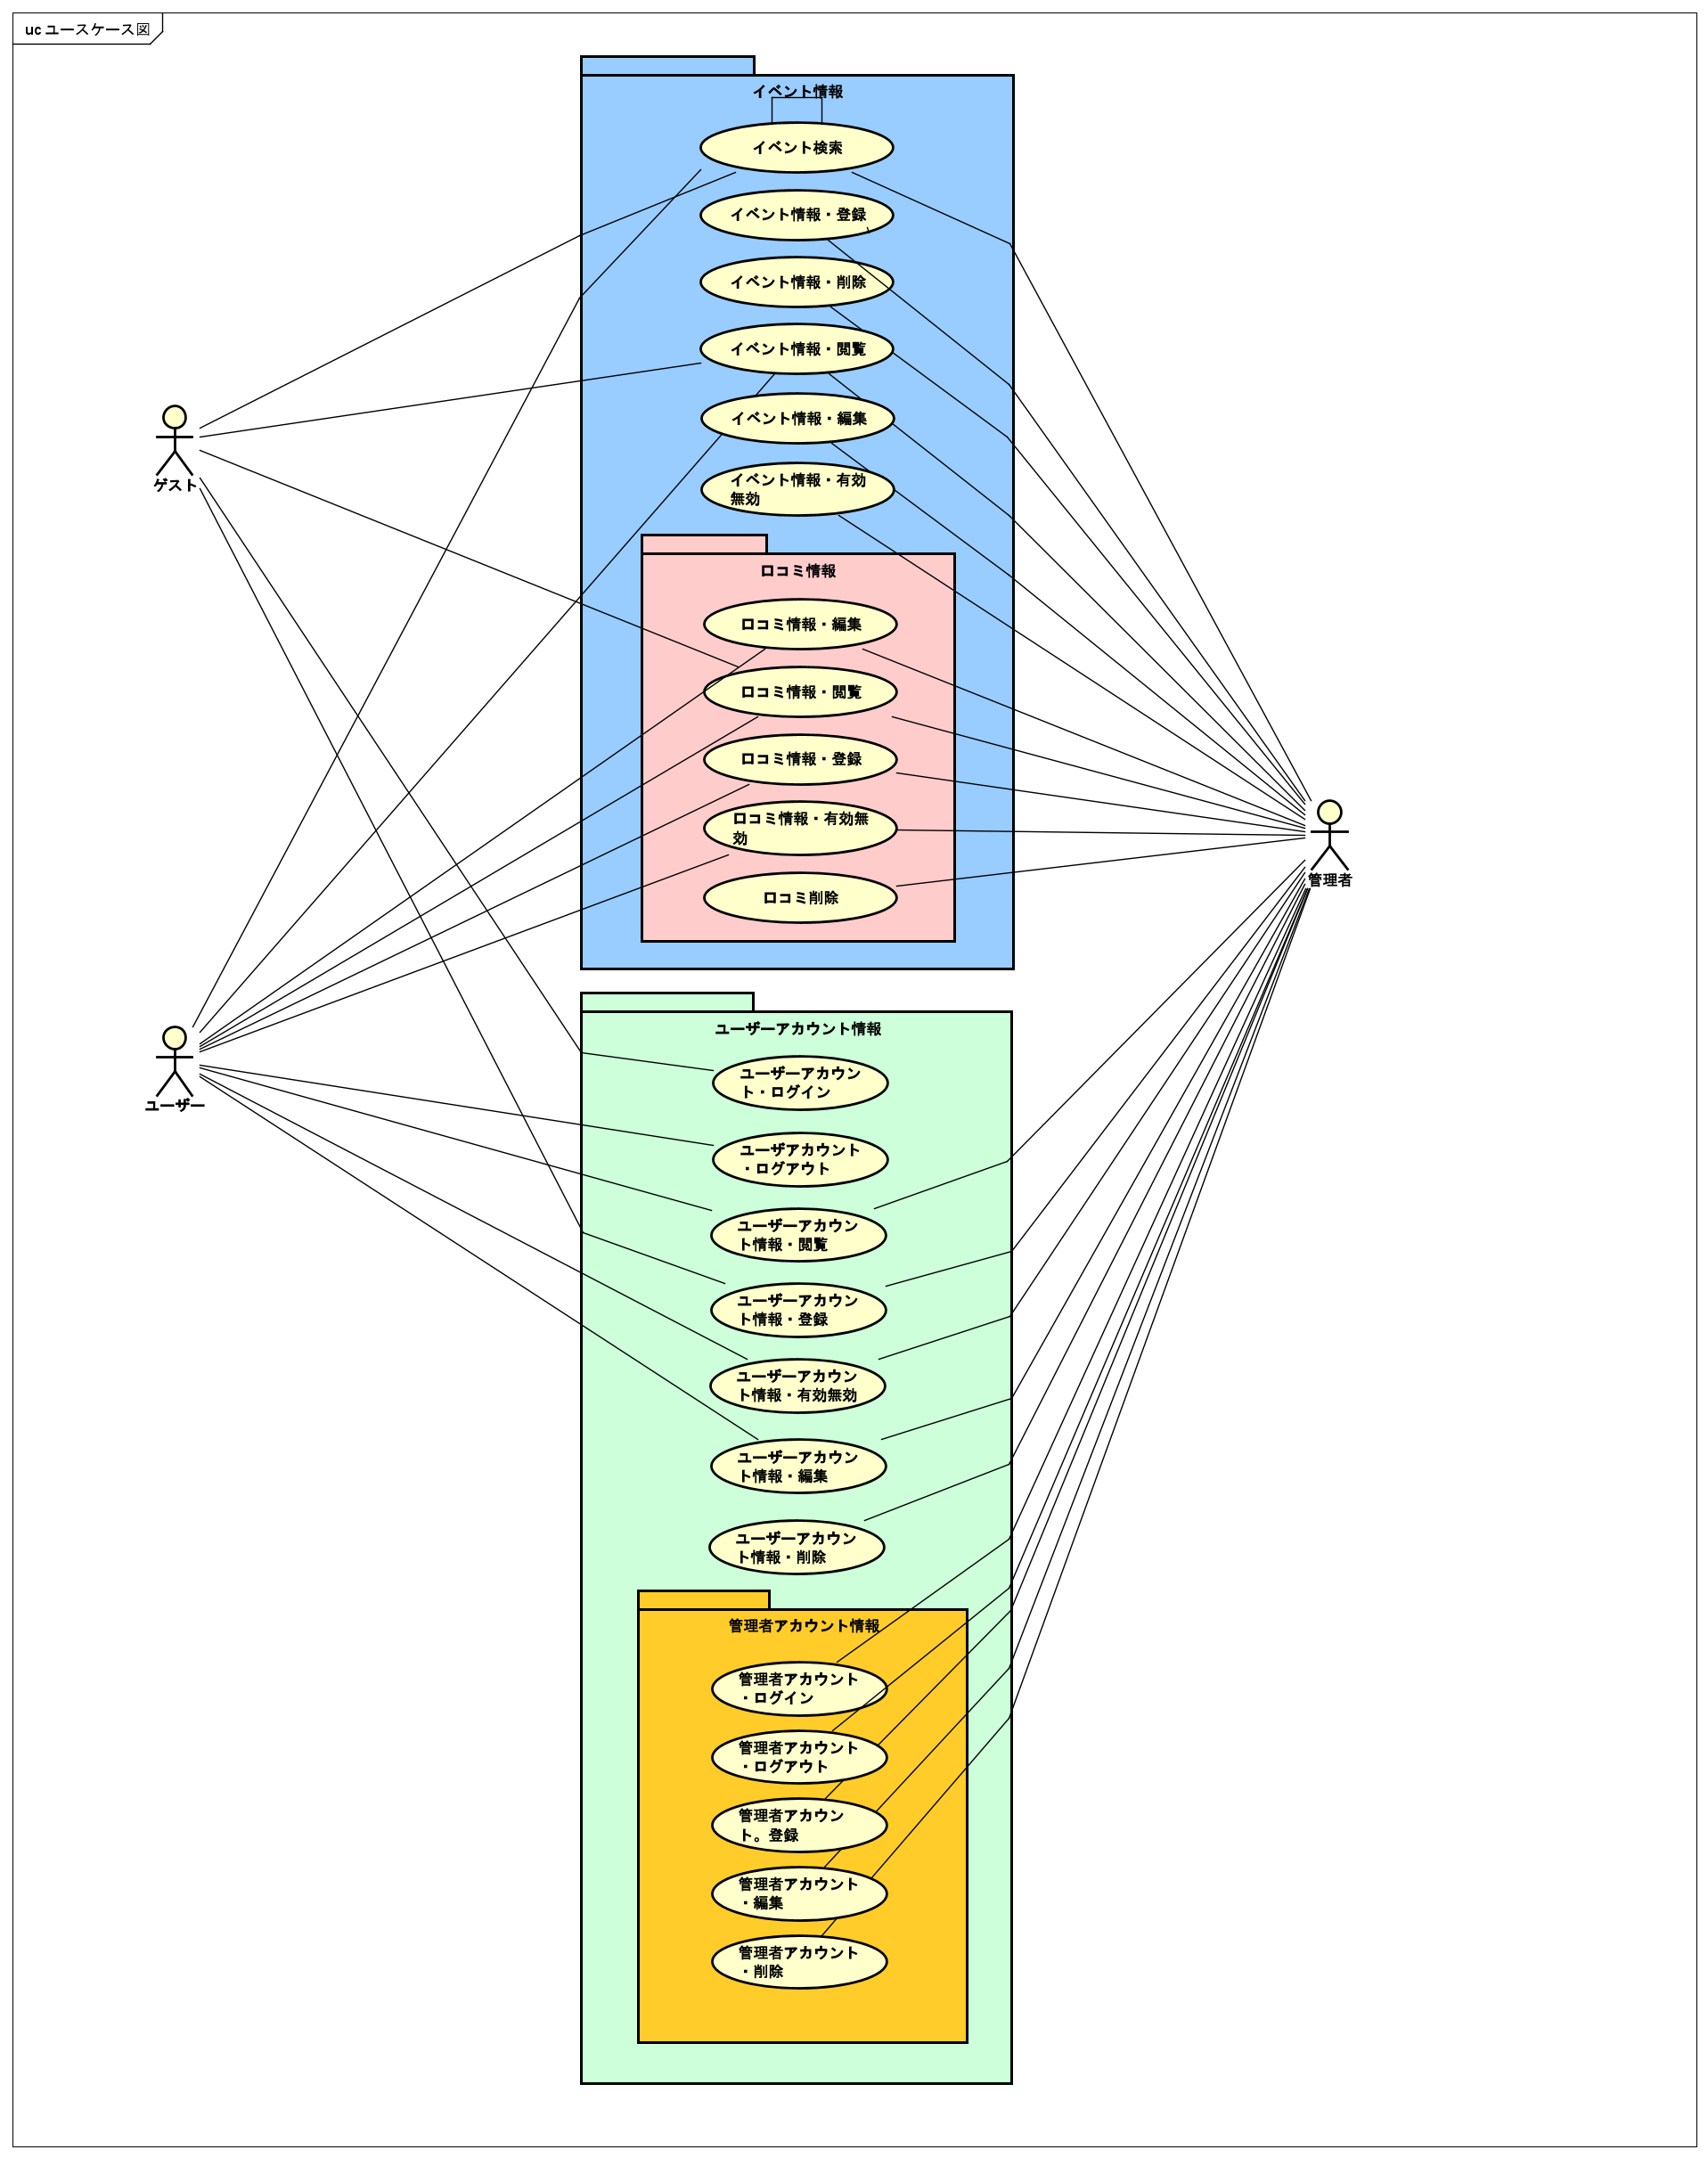 uc ユースケース図
イベント情報
イベント検索
イベント情報・登録
イベント情報・削除
イベント情報・閲覧
イベント情報・編集
イベント情報・有効
無効
ゲスト
口コミ情報
口コミ情報・編集
口コミ情報・閲覧
口コミ情報・登録
口コミ情報・有効無
効
口コミ削除
管理者
ユーザー
ユーザーアカウント情報
ユーザーアカウン
ト・ログイン
ユーザアカウント
・ログアウト
ユーザーアカウン
ト情報・閲覧
ユーザーアカウン
ト情報・登録
ユーザーアカウン
ト情報・有効無効
ユーザーアカウン
ト情報・編集
ユーザーアカウン
ト情報・削除
管理者アカウント情報
管理者アカウント
・ログイン
管理者アカウント
・ログアウト
管理者アカウン
ト。登録
管理者アカウント
・編集
管理者アカウント
・削除